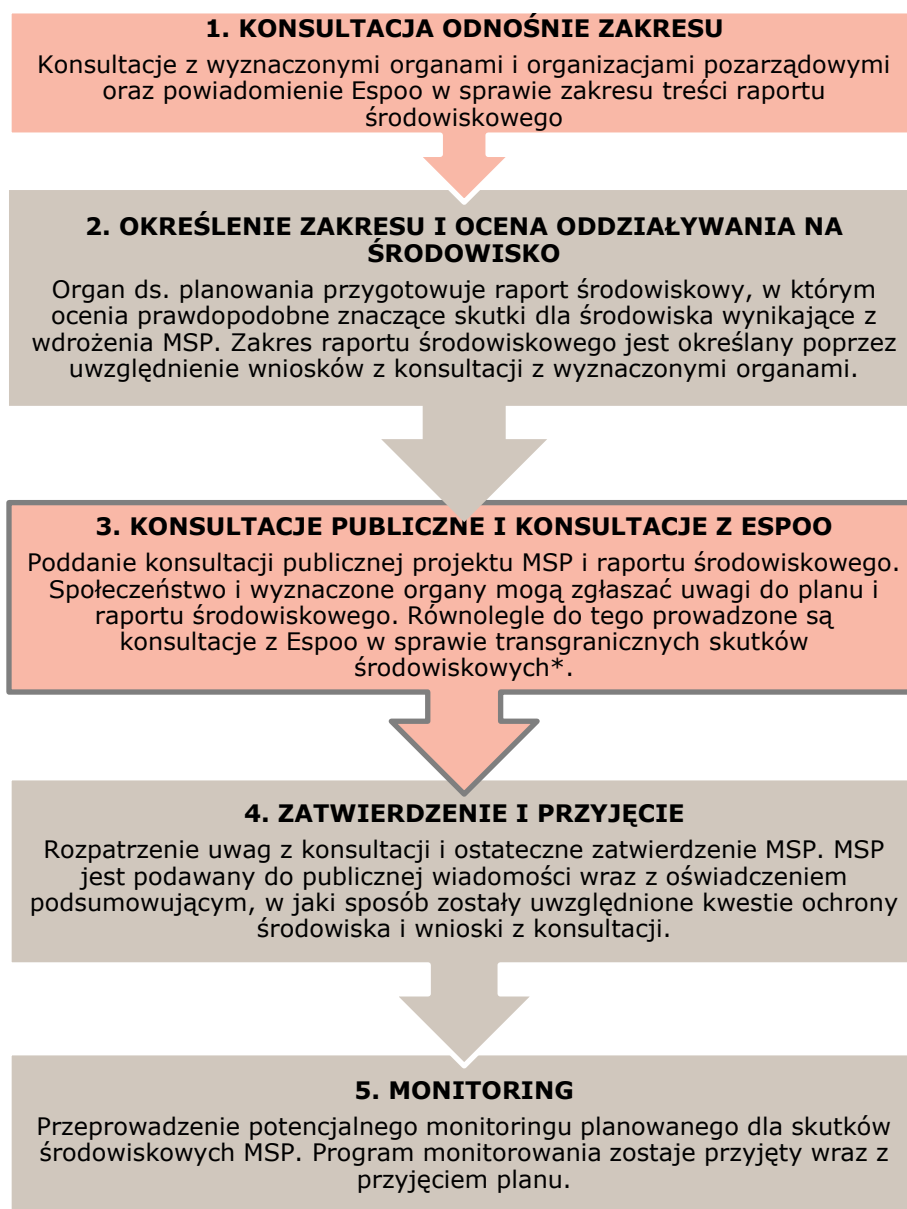 1. KONSULTACJA ODNOŚNIE ZAKRESU
Konsultacje z wyznaczonymi organami i organizacjami pozarządowymi
oraz powiadomienie Espoo w sprawie zakresu treści raportu
środowiskowego
2. OKREŚLENIE ZAKRESU I OCENA ODDZIAŁYWANIA NA
ŚRODOWISKO
Organ ds. planowania przygotowuje raport środowiskowy, w którym
ocenia prawdopodobne znaczące skutki dla środowiska wynikające z
wdrożenia MSP. Zakres raportu środowiskowego jest określany poprzez
uwzględnienie wniosków z konsultacji z wyznaczonymi organami.
3. KONSULTACJE PUBLICZNE I KONSULTACJE Z ESPOO
Poddanie konsultacji publicznej projektu MSP i raportu środowiskowego.
Społeczeństwo i wyznaczone organy mogą zgłaszać uwagi do planu i
raportu środowiskowego. Równolegle do tego prowadzone są
konsultacje z Espoo w sprawie transgranicznych skutków
środowiskowych*.
4. ZATWIERDZENIE I PRZYJĘCIE
Rozpatrzenie uwag z konsultacji i ostateczne zatwierdzenie MSP. MSP
jest podawany do publicznej wiadomości wraz z oświadczeniem
podsumowującym, w jaki sposób zostały uwzględnione kwestie ochrony
środowiska i wnioski z konsultacji.
5. MONITORING
Przeprowadzenie potencjalnego monitoringu planowanego dla skutków
środowiskowych MSP. Program monitorowania zostaje przyjęty wraz z
przyjęciem planu.